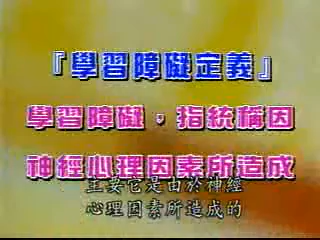 『學習障礙定義』
學習障礙，指統稱因
神經心理因素所造成
主要它是由於神經
心理因素所造成的